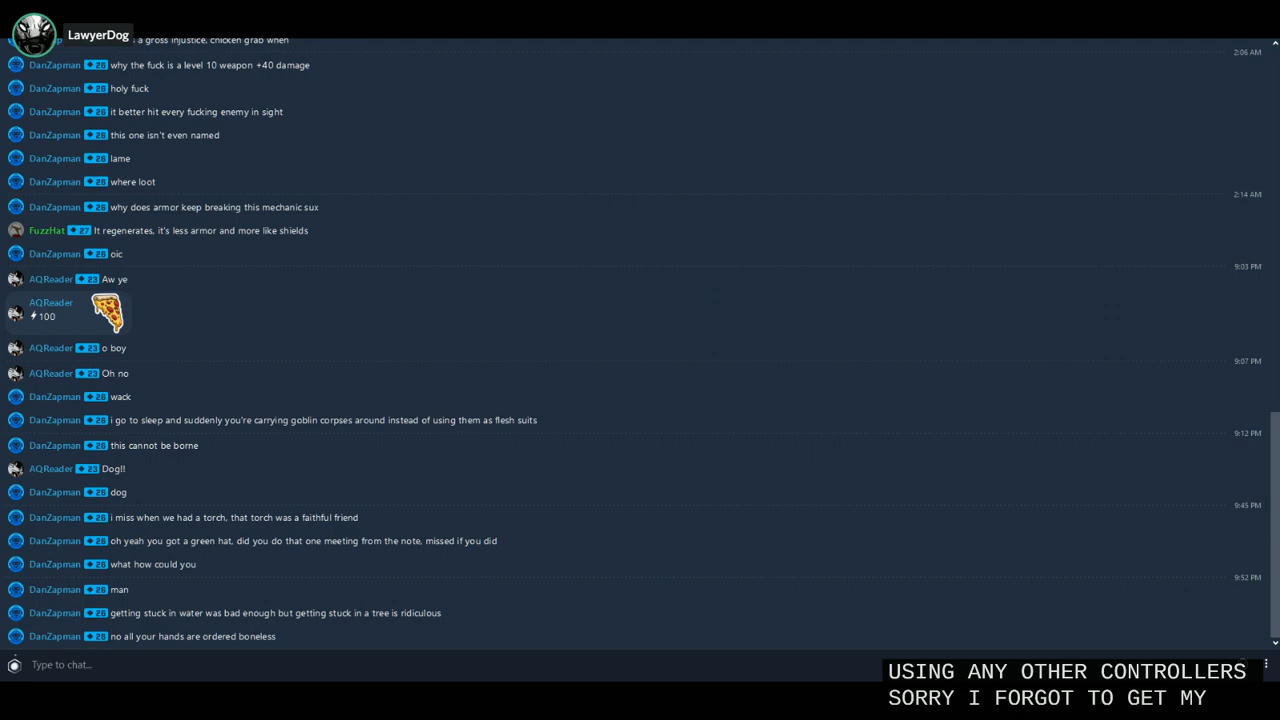 LawyerDog
s a gross injustice, chicken grab when
2:06 AM
DanZapman 28 why the fuck is a level 10 weapon +40 damage
DanZapman 28 holy fuck
DanZapman 28 it better hit every fucking enemy in sight
DanZapman 28 this one isn't even named
DanZapman 28 lame
DanZapman 28 where loot
2:14 AM
DanZapman 28 why does armor keep breaking this mechanic sux
FuzzHat 27 It regenerates, it's less armor and more like shields
DanZapman 28 oic
9:03 PM
AQReader 23 Aw ye
AQReader
100
AQReader 23 o boy
9:07 PM
AQReader 23 Oh no
DanZapman 28 wack
DanZapman 28 i go to sleep and suddenly you're carrying goblin corpses around instead of using them as flesh suits
9:12 PM
DanZapman 28 this cannot be borne
AQReader 23 Dog!!
DanZapman 28 dog
9:45 PM
DanZapman 28 i miss when we had a torch, that torch was a faithful friend
DanZapman 28 oh yeah you got a green hat, did you do that one meeting from the note, missed if you did
DanZapman 28 what how could you
9:52 PM
DanZapman 28 man
DanZapman 28 getting stuck in water was bad enough but getting stuck in a tree is ridiculous
DanZapman 28 no all your hands are ordered boneless
Type to chat...
USING ANY OTHER CONTROLLERS
SORRY I FORGOT TO GET MY